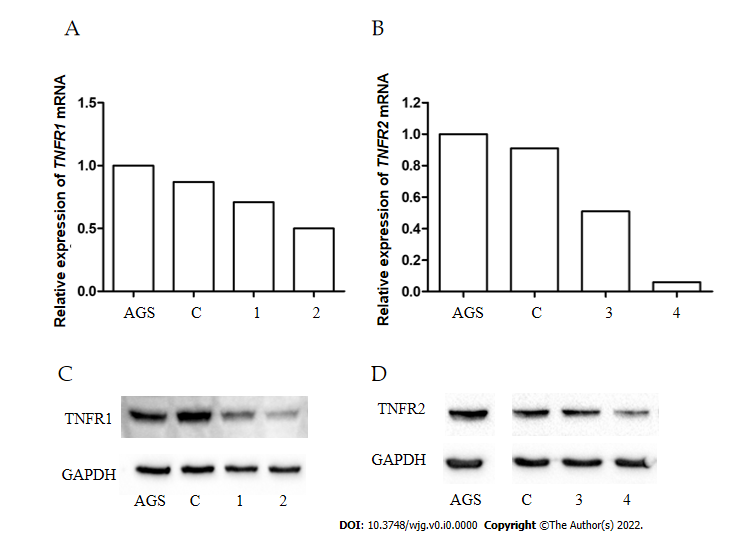 A
B
Relative expression of TNFR1 mRNA
1.5
1.0
0.5
0.0
AGS C 1 2
Relative expression of TNFR2 mRNA
1.2
1.0
0.8
0.6
0.4
0.2
0.0
AGS C 3 4
C
D
TNFR1
GAPDH
AGS C 1 2
TNFR2
GAPDH
AGS C 3 4
DOI: 10.3748/wjg.v0.i0.0000 Copyright ©The Author(s) 2022.